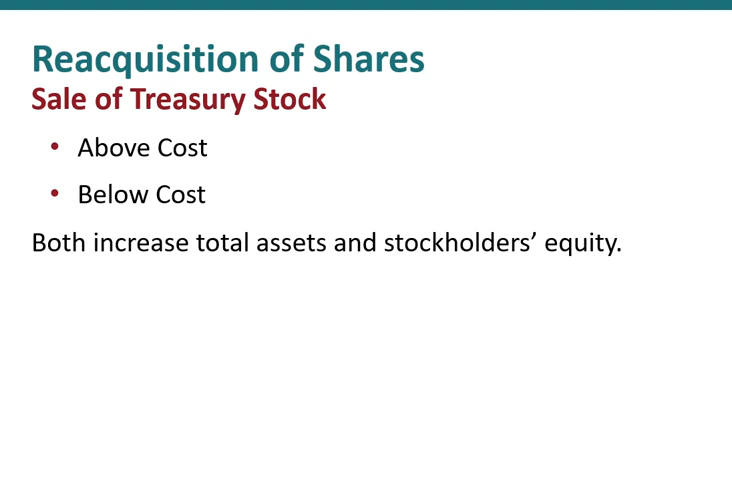 Reacquisition of Shares
Sale of Treasury Stock
• Above Cost
• Below Cost
Both increase total assets and stockholders’ equity.